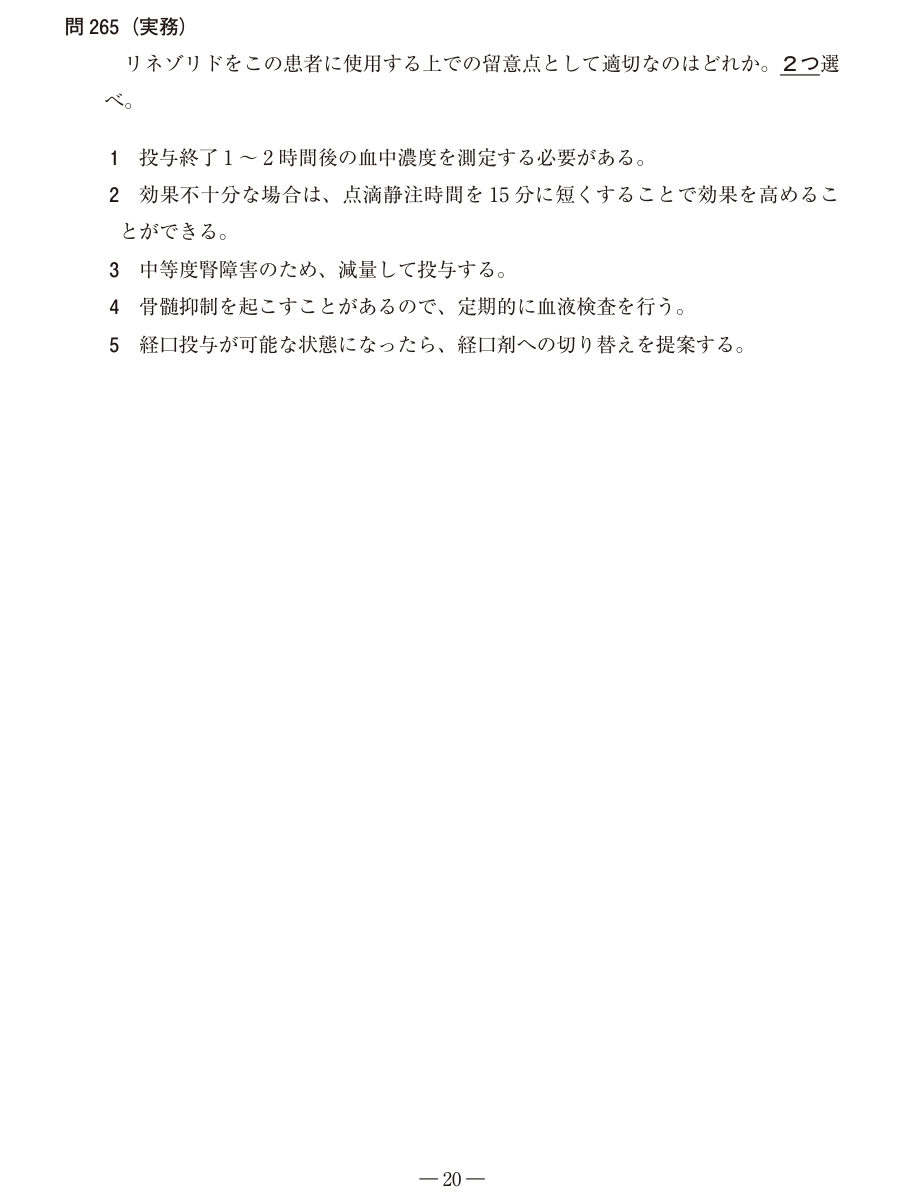 問 265（実務）
リネゾリドをこの患者に使用する上での留意点として適切なのはどれか。2つ選
べ。
1　投与終了 1 ～ 2 時間後の血中濃度を測定する必要がある。
2　効果不十分な場合は、点滴静注時間を 15 分に短くすることで効果を高めるこ
とができる。
3　中等度腎障害のため、減量して投与する。
4　骨髄抑制を起こすことがあるので、定期的に血液検査を行う。
5　経口投与が可能な状態になったら、経口剤への切り替えを提案する。
— 20 —